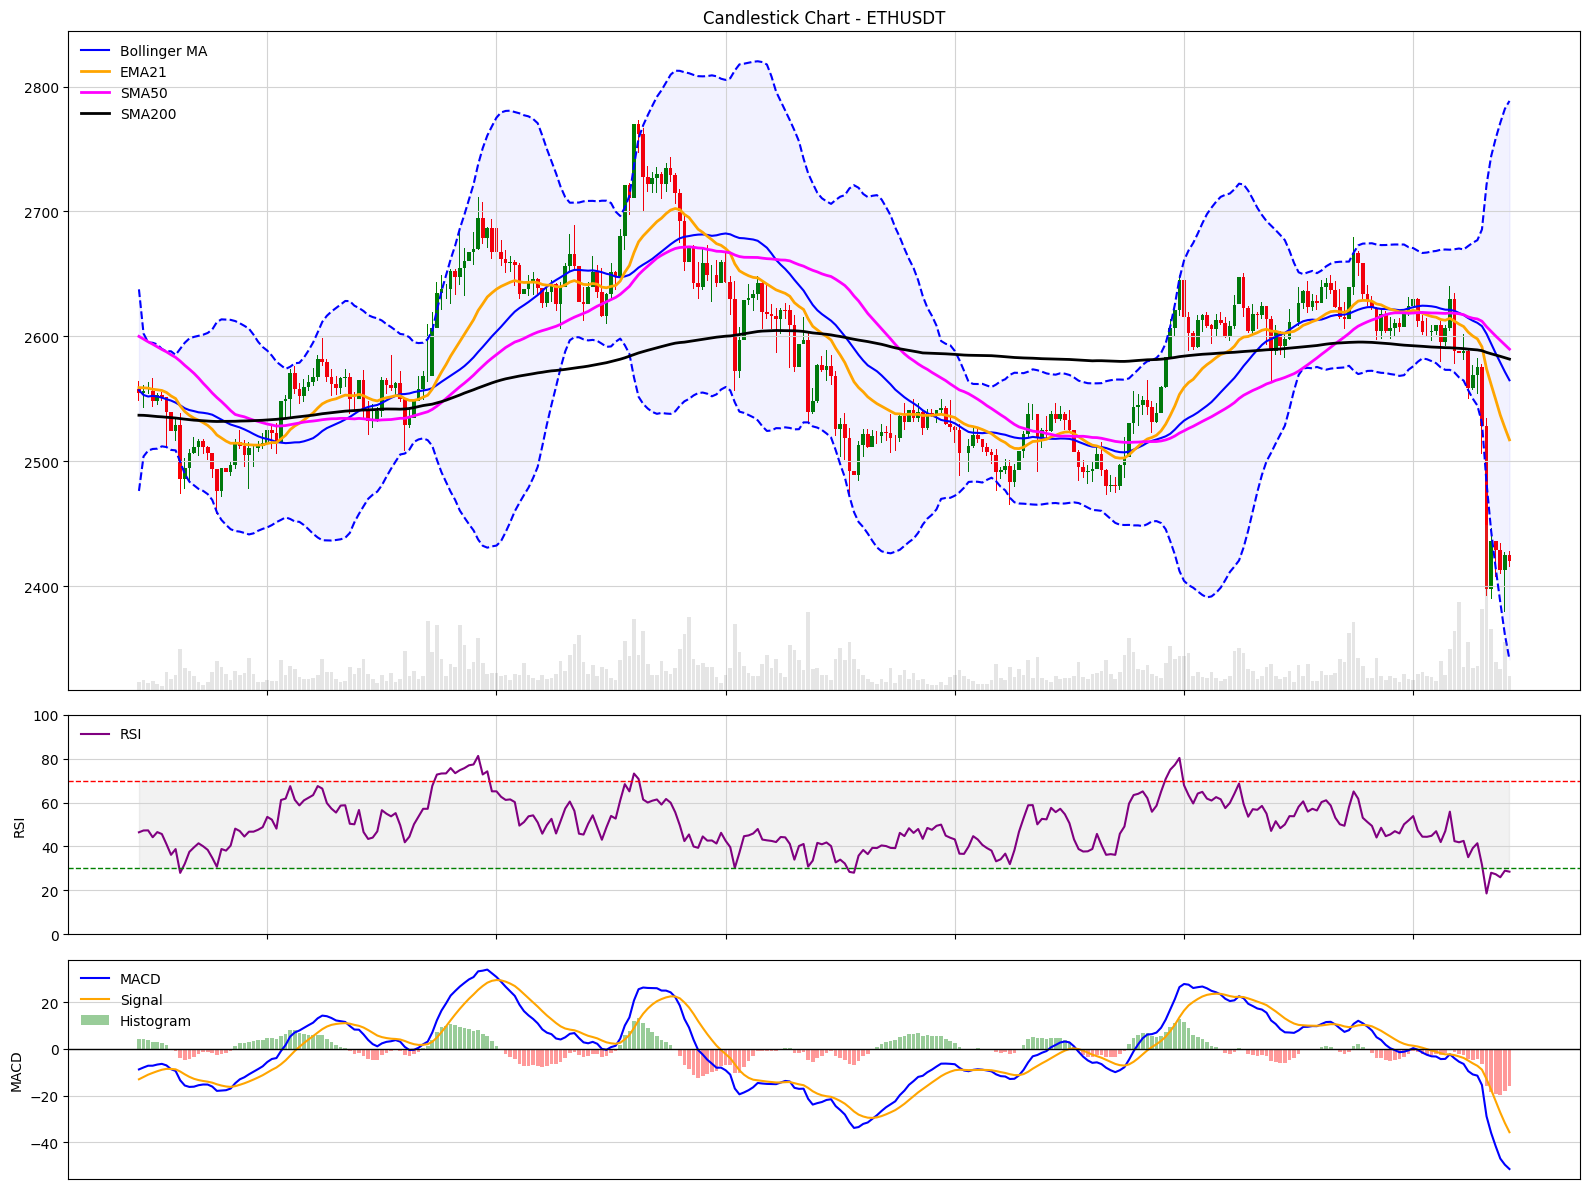 Candlestick Chart - ETHUSDT
Bollinger MA
EMA21
SMA50
SMA200
2800
2700
2600
2500
2400
RSI
100
80
60
40
20
0
RSI
MACD
Signal
Histogram
20
0
−20
−40
MACD